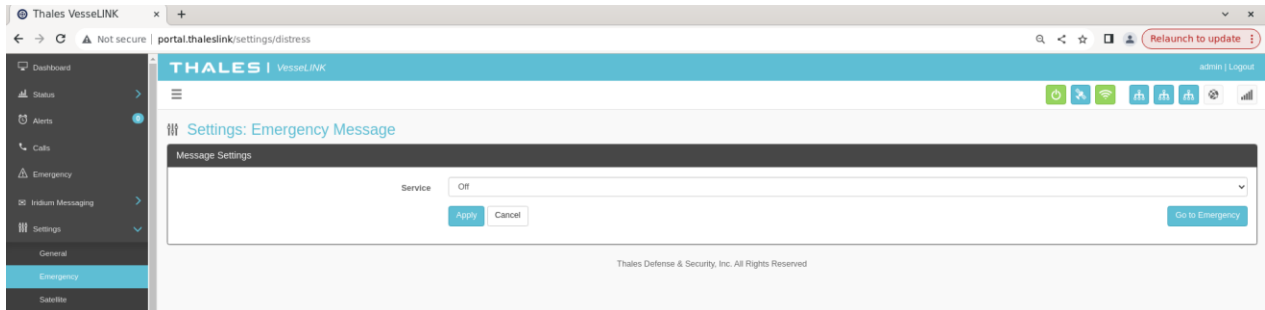 Thales VesseLINK
Not secure | portal.thaleslink/settings/distress
Relaunch to update
Dashboard
THALES | VesseLINK
admin | Logout
Status
Alerts
0
Settings: Emergency Message
Calls
Message Settings
Emergency
Service
Off
Iridium Messaging
Apply
Cancel
Go to Emergency
Settings
General
Thales Defense & Security, Inc. All Rights Reserved
Emergency
Satellite